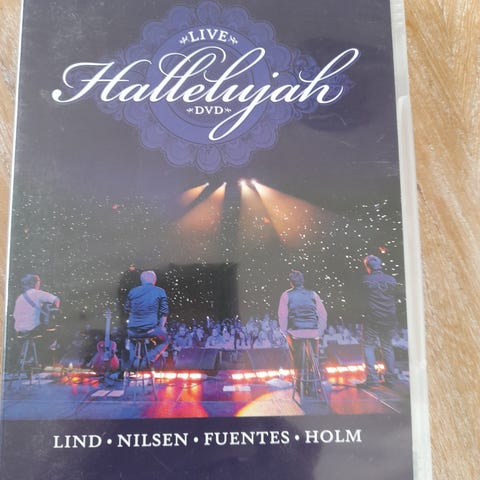 LIVE
Hallelujah
DVD
LIND • NILSEN • FUENTES • HOLM